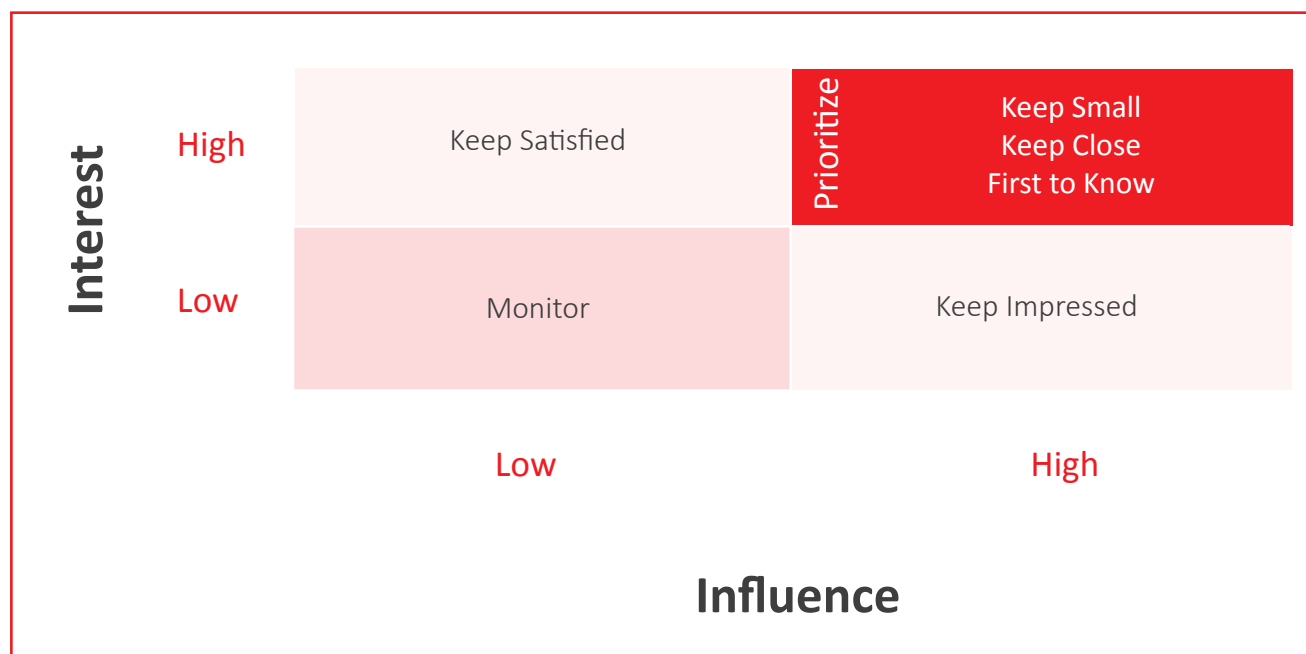 Interest
High
Keep Satisfied
Prioritize
Keep Small
Keep Close
First to Know
Low
Monitor
Keep Impressed
Low
High
Influence